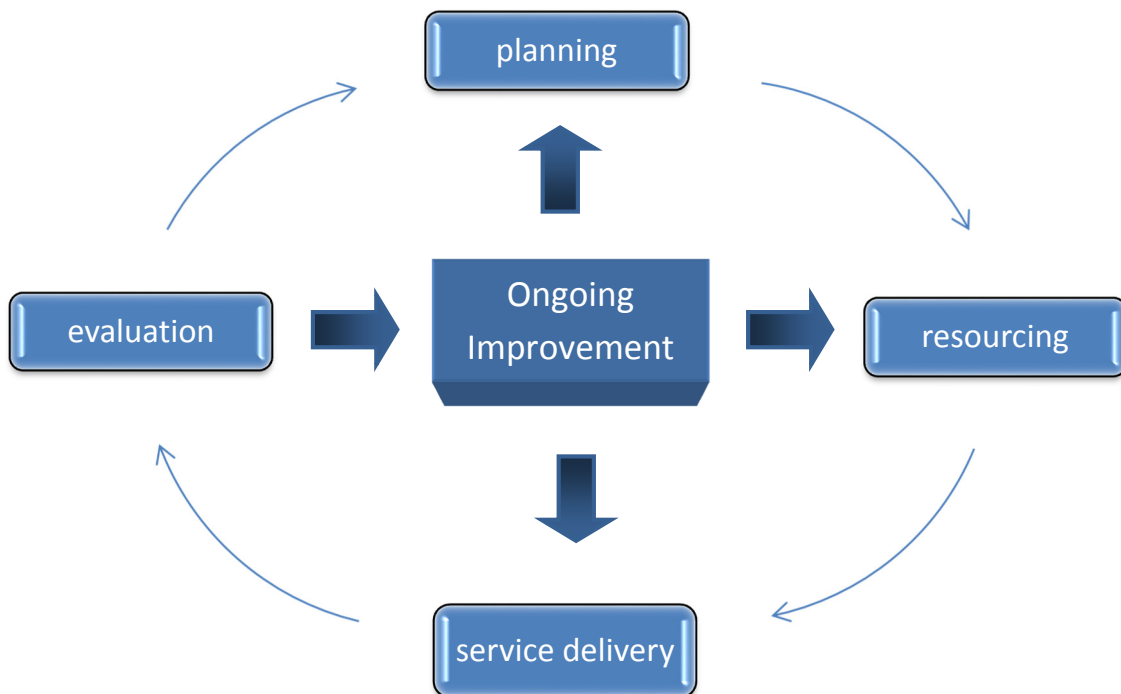 planning
evaluation
Ongoing
Improvement
resourcing
service delivery